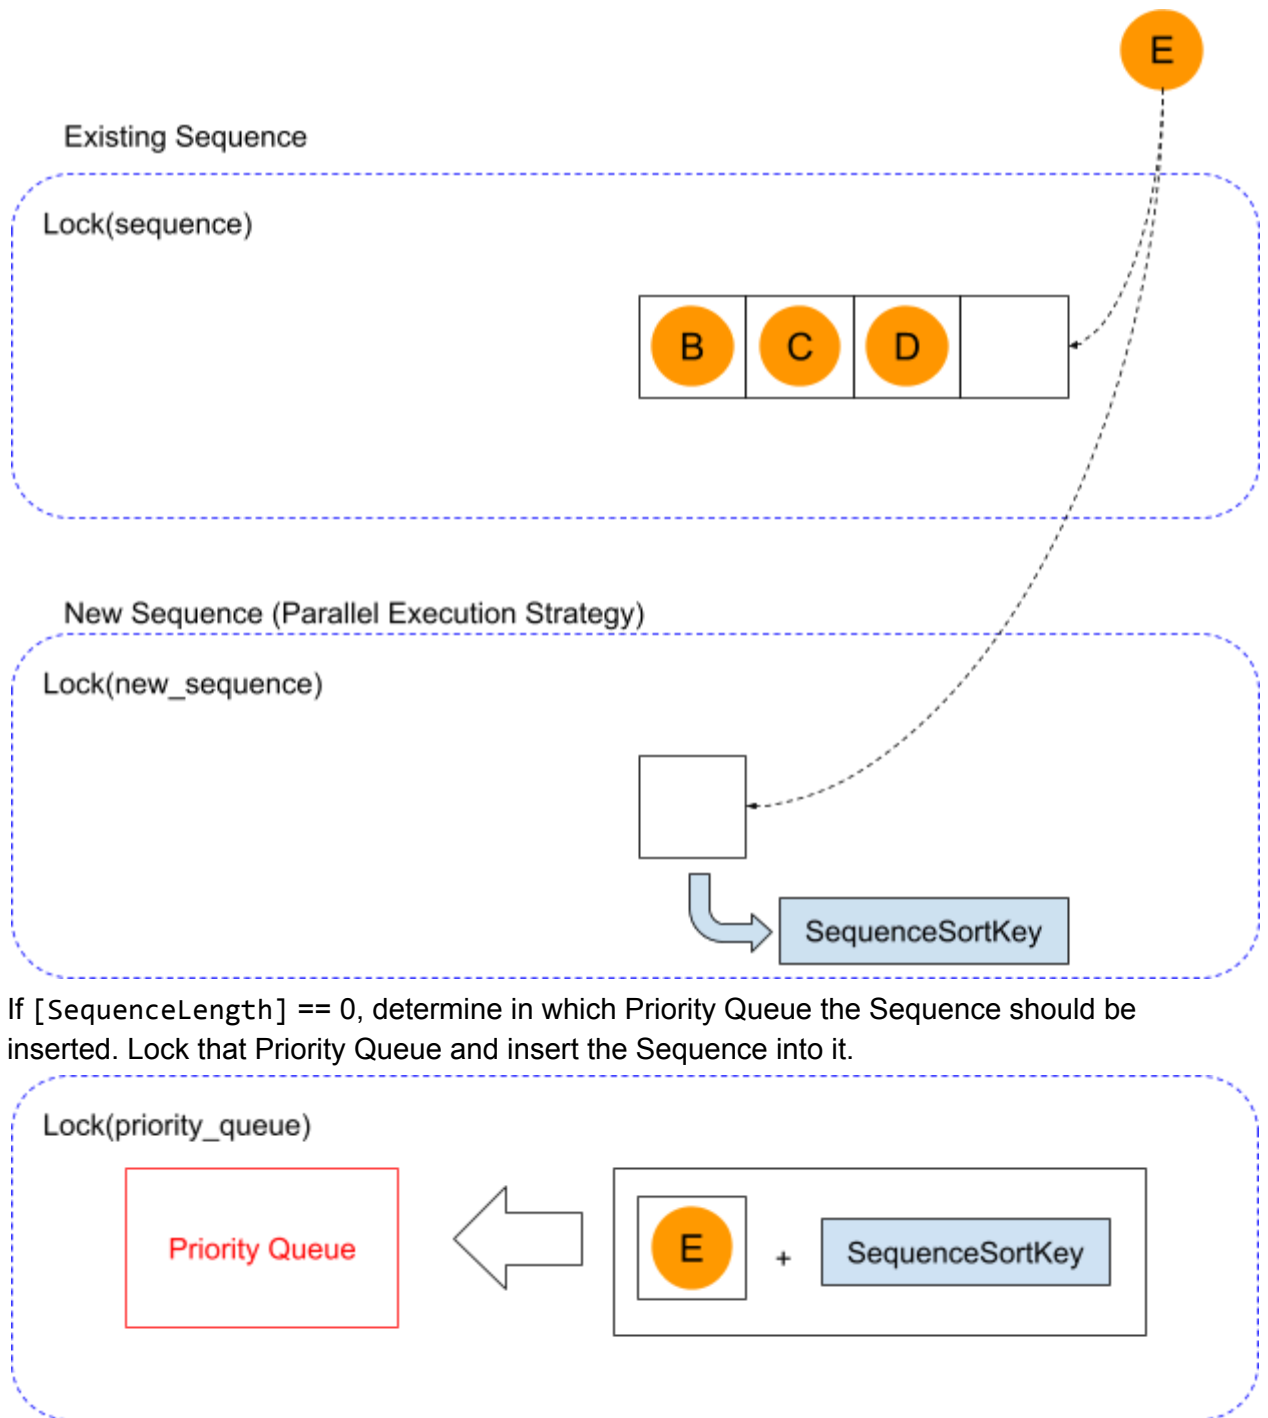 E
Existing Sequence
Lock(sequence)
B C D
New Sequence (Parallel Execution Strategy)
Lock(new_sequence)
SequenceSortKey
If [SequenceLength] == 0, determine in which Priority Queue the Sequence should be
inserted. Lock that Priority Queue and insert the Sequence into it.
Lock(priority_queue)
Priority Queue
E + SequenceSortKey